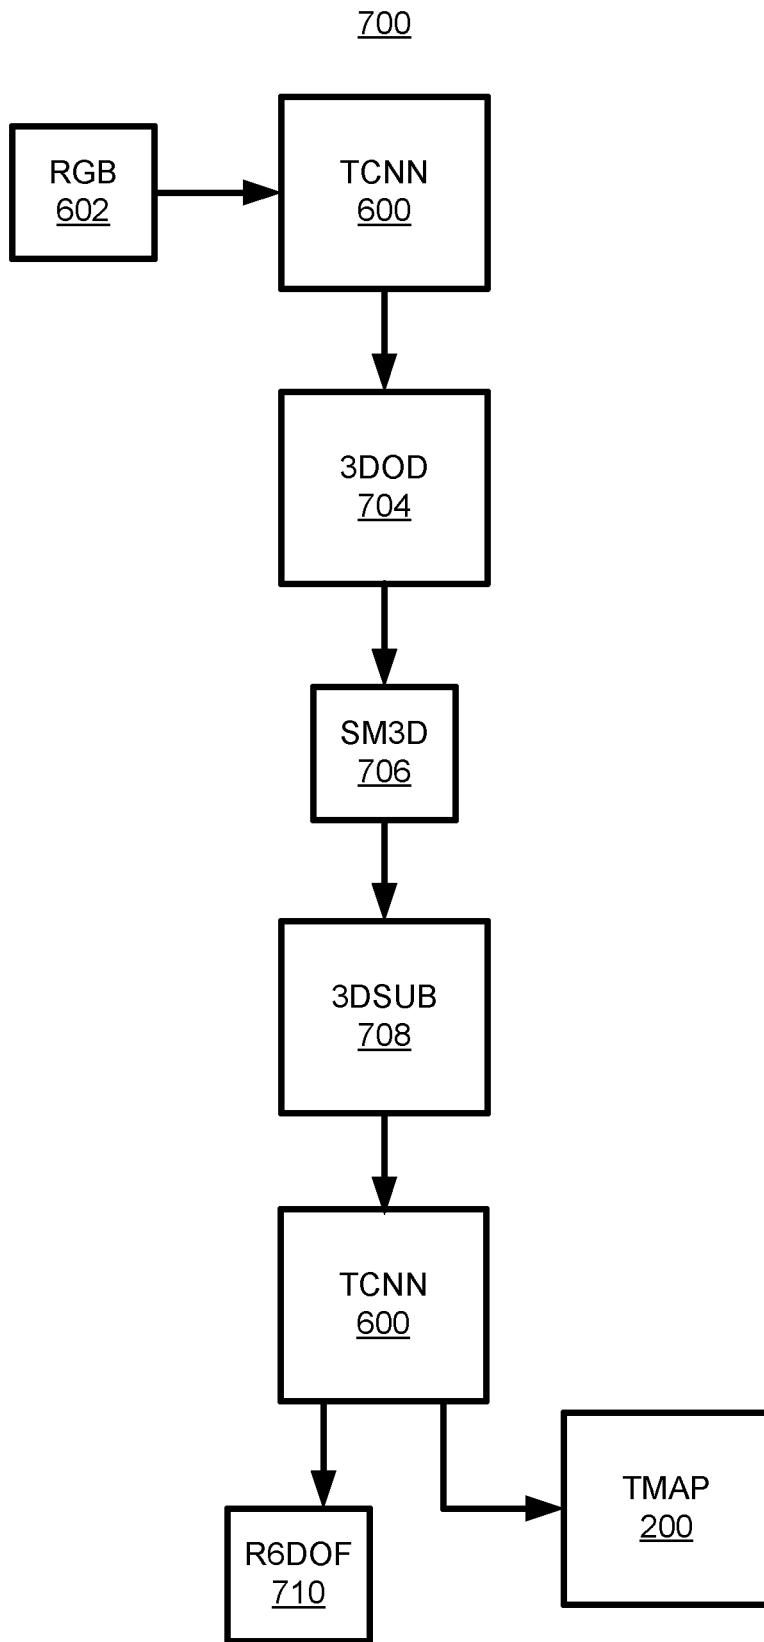 700
RGB
602
TCNN
600
3DOD
704
SM3D
706
3DSUB
708
TCNN
600
TMAP
200
R6DOF
710